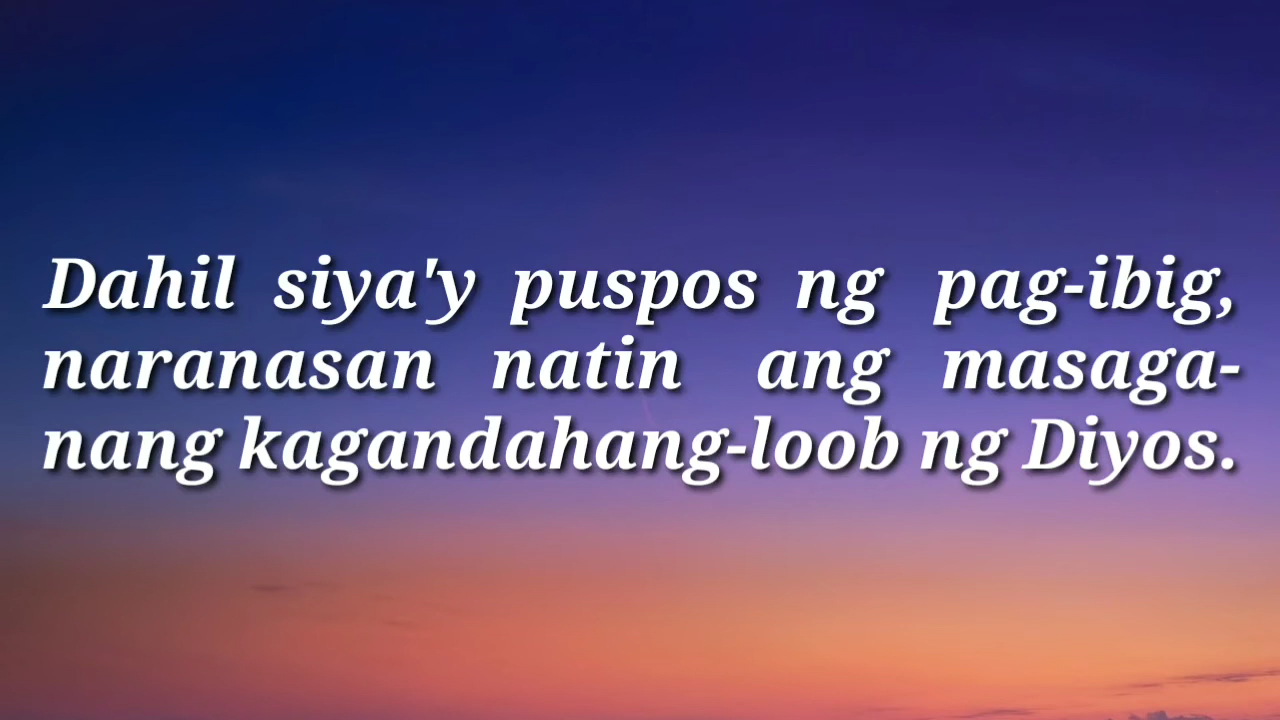 Dahil siya'y puspos ng pag-ibig,
naranasan natin ang masaga-
nang kagandahang-loob ng Diyos.